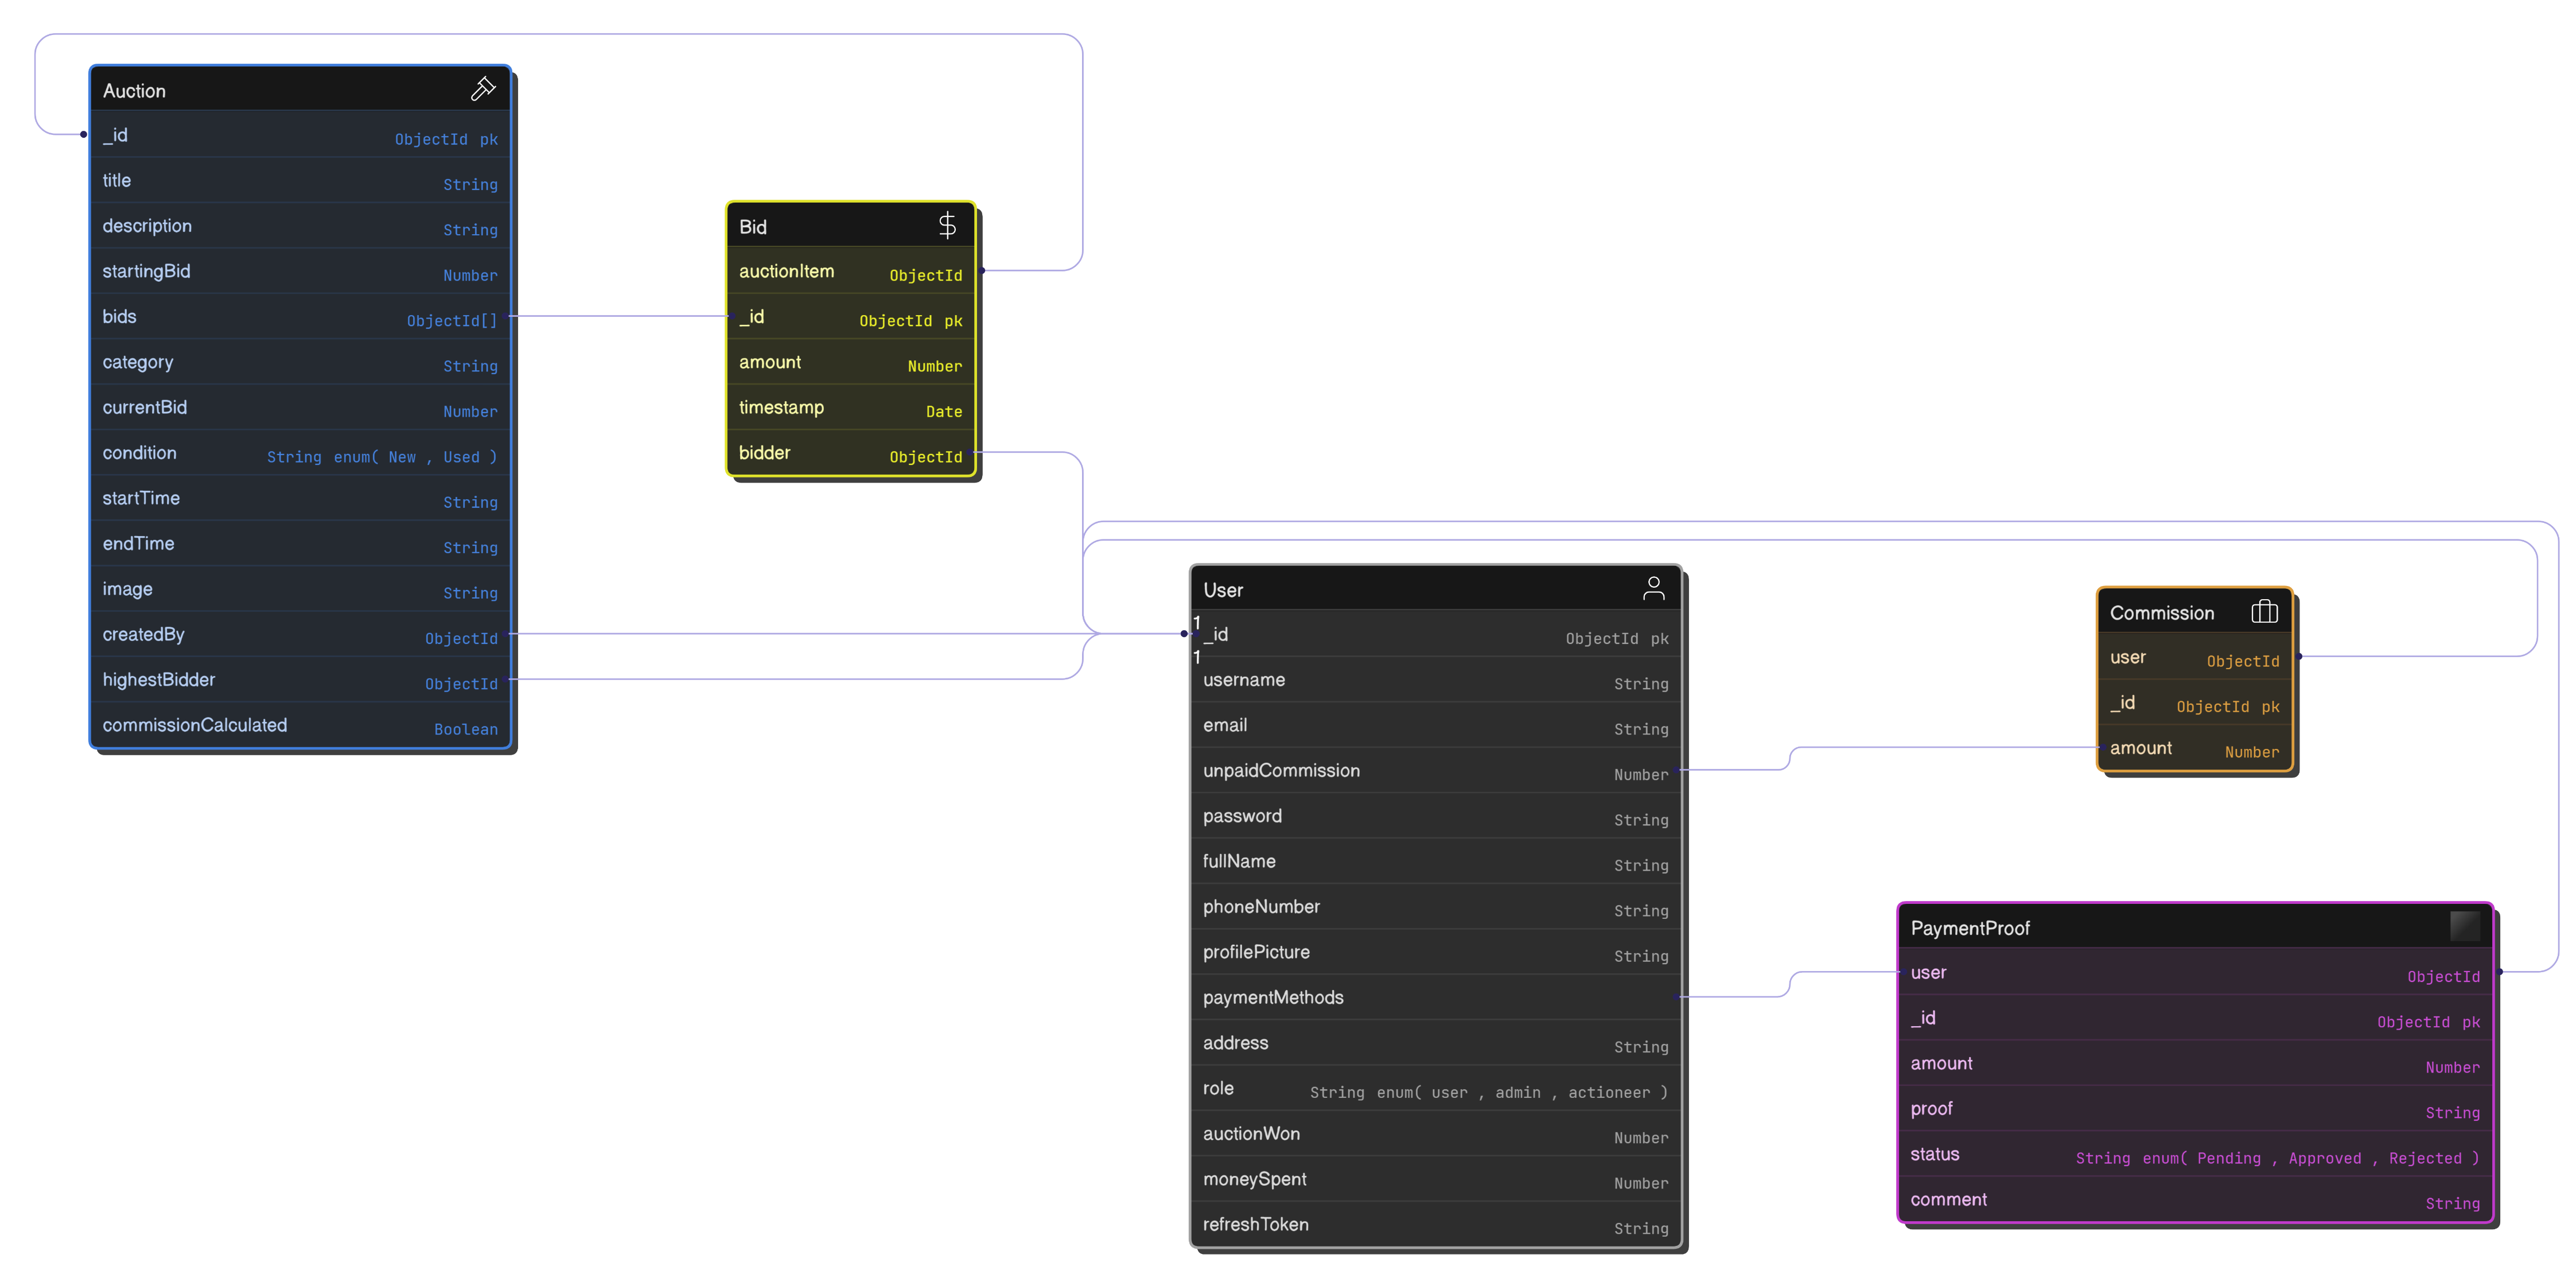 Auction
_id ObjectId pk
title String
description String
startingBid Number
bids ObjectId[]
category String
currentBid Number
condition String enum( New , Used )
startTime String
endTime String
image String
createdBy ObjectId
highestBidder ObjectId
commissionCalculated Boolean
Bid $
auctionItem ObjectId
_id ObjectId pk
amount Number
timestamp Date
bidder ObjectId
User
1
_id ObjectId pk
1
username String
email String
unpaidCommission Number
password String
fullName String
phoneNumber String
profilePicture String
paymentMethods
address String
role String enum( user , admin , actioneer )
auctionWon Number
moneySpent Number
refreshToken String
Commission
user ObjectId
_id ObjectId pk
amount Number
PaymentProof
user ObjectId
_id ObjectId pk
amount Number
proof String
status String enum( Pending , Approved , Rejected )
comment String